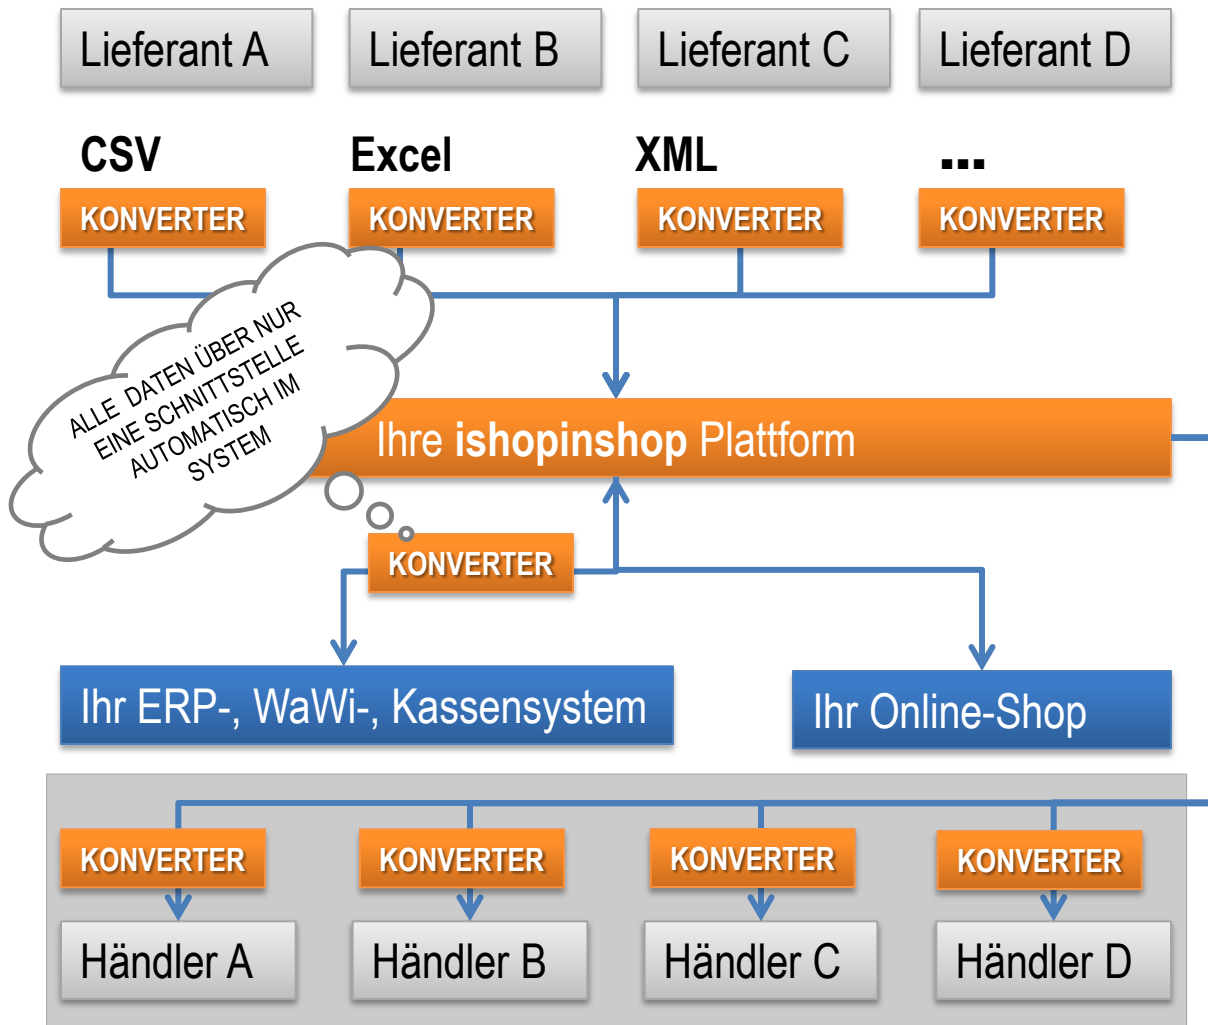 Lieferant A
Lieferant B
Lieferant C
Lieferant D
CSV
Excel
XML
...
KONVERTER
KONVERTER
KONVERTER
KONVERTER
ALLE DATEN ÜBER NUR
EINE SCHNITTSTELLE
AUTOMATISCH IM
SYSTEM
Ihre ishopinshop Plattform
KONVERTER
Ihr ERP-, WaWi-, Kassensystem
Ihr Online-Shop
KONVERTER
KONVERTER
KONVERTER
KONVERTER
Händler A
Händler B
Händler C
Händler D